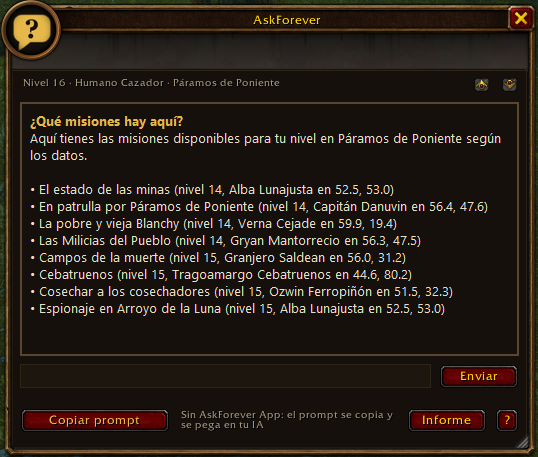 AskForever
Nivel 16 · Humano Cazador · Páramos de Poniente
¿Qué misiones hay aquí?
Aquí tienes las misiones disponibles para tu nivel en Páramos de Poniente según
los datos.
• El estado de las minas (nivel 14, Alba Lunajusta en 52.5, 53.0)
• En patrulla por Páramos de Poniente (nivel 14, Capitán Danuvin en 56.4, 47.6)
• La pobre y vieja Blanchy (nivel 14, Verna Cejade en 59.9, 19.4)
• Las Milicias del Pueblo (nivel 14, Gryan Mantorrecio en 56.3, 47.5)
• Campos de la muerte (nivel 15, Granjero Saldean en 56.0, 31.2)
• Cebatruenos (nivel 15, Tragoamargo Cebatruenos en 44.6, 80.2)
• Cosechar a los cosechadores (nivel 15, Ozwin Ferropiñón en 51.5, 32.3)
• Espionaje en Arroyo de la Luna (nivel 15, Alba Lunajusta en 52.5, 53.0)
Enviar
Copiar prompt
Sin AskForever App: el prompt se copia y
se pega en tu IA
Informe
?